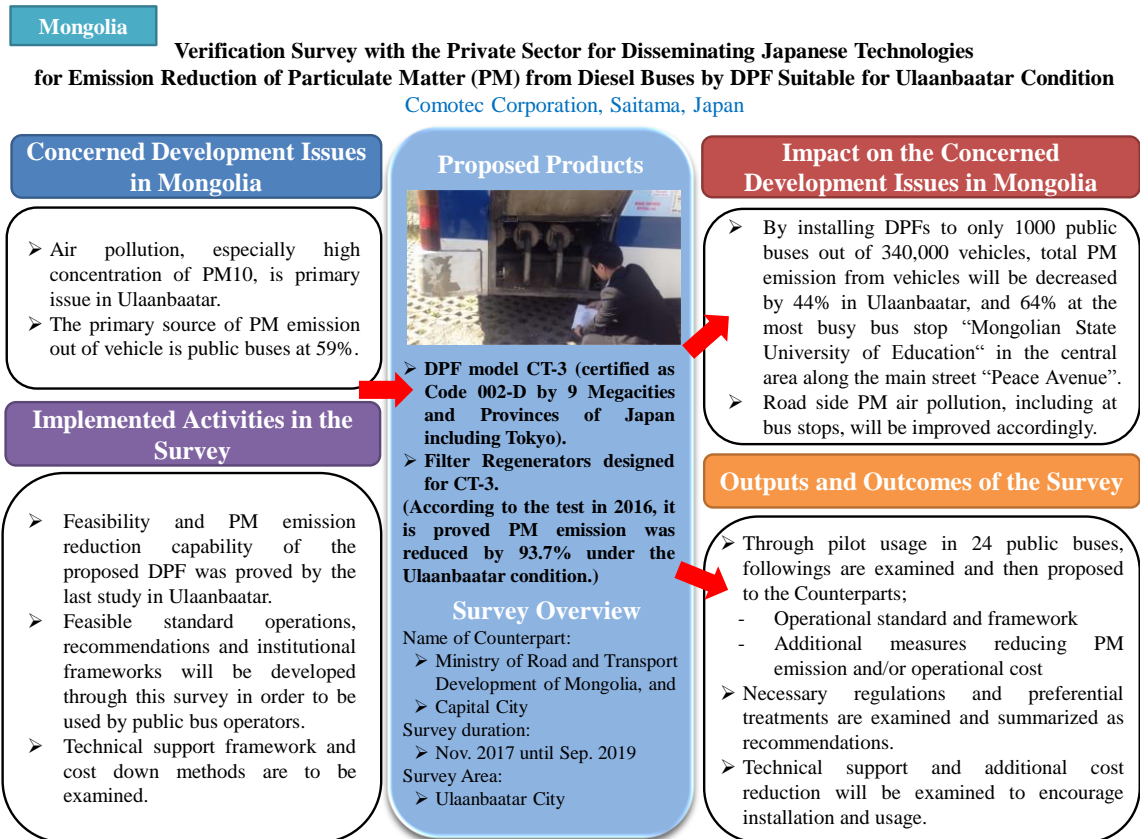 Mongolia
Verification Survey with the Private Sector for Disseminating Japanese Technologies
for Emission Reduction of Particulate Matter (PM) from Diesel Buses by DPF Suitable for Ulaanbaatar Condition
Comotec Corporation, Saitama, Japan
Concerned Development Issues
in Mongolia
➢ Air pollution, especially high
concentration of PM10, is primary
issue in Ulaanbaatar.
➢ The primary source of PM emission
out of vehicle is public buses at 59%.
Implemented Activities in the
Survey
➢ Feasibility and PM emission
reduction capability of the
proposed DPF was proved by the
last study in Ulaanbaatar.
➢ Feasible standard operations,
recommendations and institutional
frameworks will be developed
through this survey in order to be
used by public bus operators.
➢ Technical support framework and
cost down methods are to be
examined.
Proposed Products
➢ DPF model CT-3 (certified as
Code 002-D by 9 Megacities
and Provinces of Japan
including Tokyo).
➢ Filter Regenerators designed
for CT-3.
(According to the test in 2016, it
is proved PM emission was
reduced by 93.7% under the
Ulaanbaatar condition.)
Survey Overview
Name of Counterpart:
➢ Ministry of Road and Transport
Development of Mongolia, and
➢ Capital City
Survey duration:
➢ Nov. 2017 until Sep. 2019
Survey Area:
➢ Ulaanbaatar City
Impact on the Concerned
Development Issues in Mongolia
➢ By installing DPFs to only 1000 public
buses out of 340,000 vehicles, total PM
emission from vehicles will be decreased
by 44% in Ulaanbaatar, and 64% at the
most busy bus stop “Mongolian State
University of Education“ in the central
area along the main street “Peace Avenue”.
➢ Road side PM air pollution, including at
bus stops, will be improved accordingly.
Outputs and Outcomes of the Survey
➢ Through pilot usage in 24 public buses,
followings are examined and then proposed
to the Counterparts;
- Operational standard and framework
- Additional measures reducing PM
emission and/or operational cost
➢ Necessary regulations and preferential
treatments are examined and summarized as
recommendations.
➢ Technical support and additional cost
reduction will be examined to encourage
installation and usage.